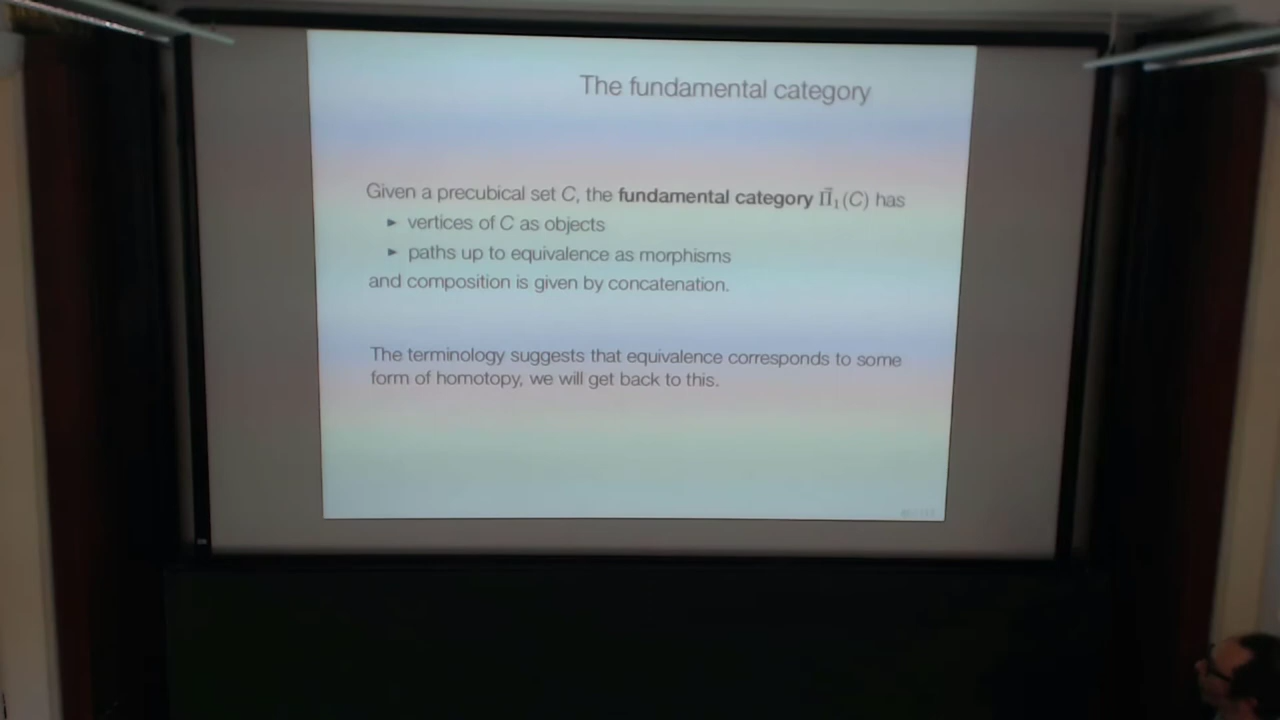 The fundamental category
Given a precubical set C, the fundamental category Π⃗₁(C) has
► vertices of C as objects
► paths up to equivalence as morphisms
and composition is given by concatenation.
The terminology suggests that equivalence corresponds to some
form of homotopy, we will get back to this.